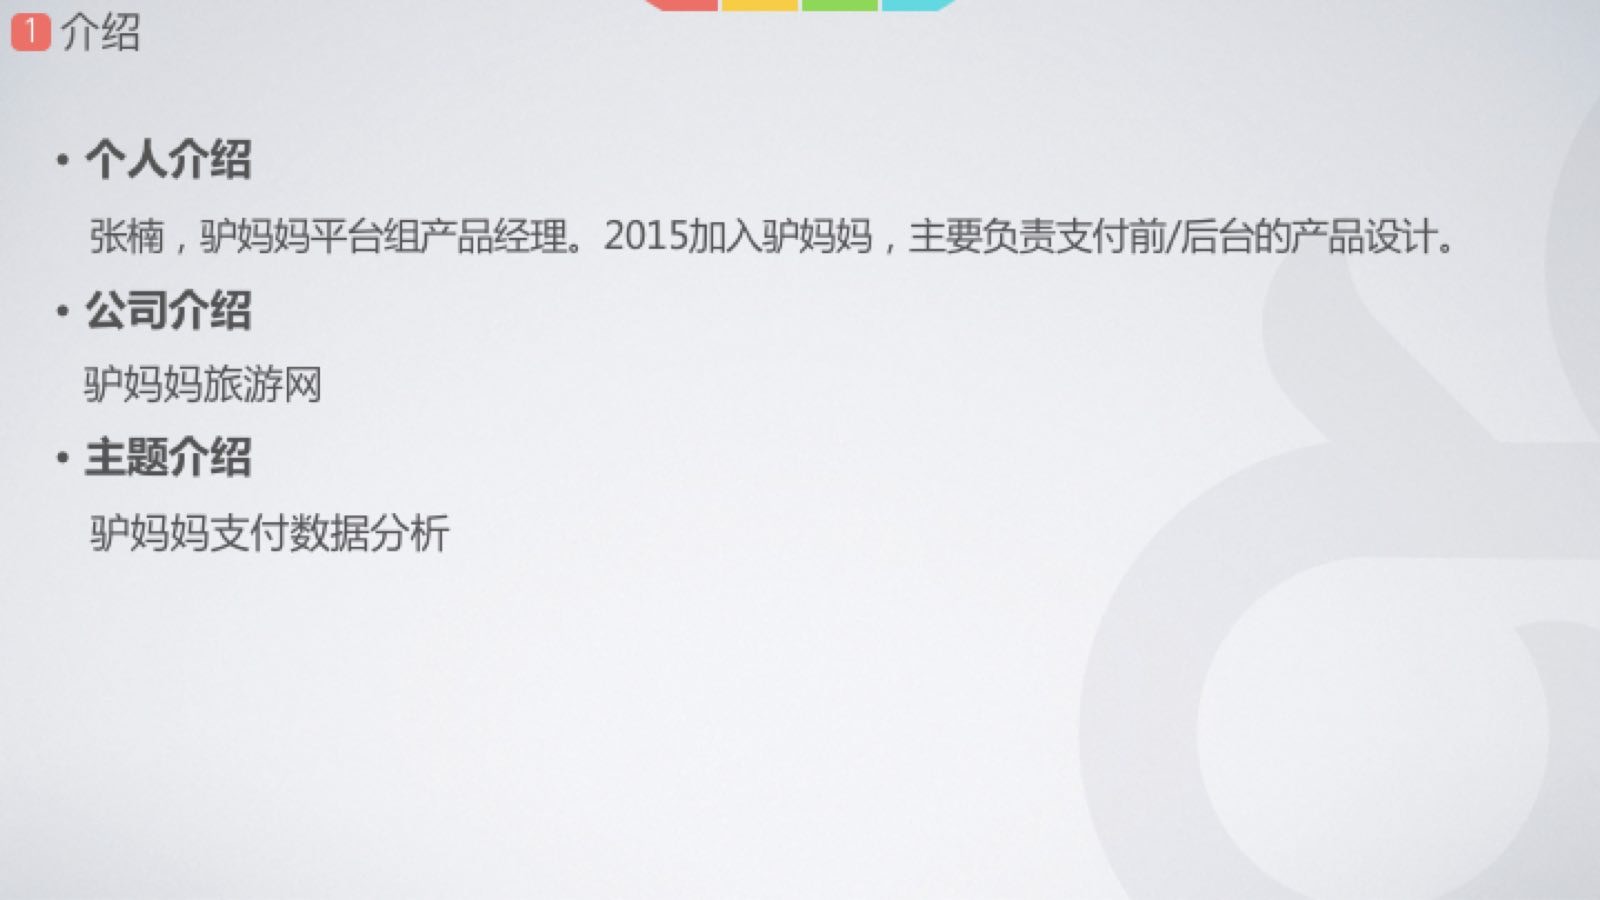 1 介绍
• 个人介绍
张楠，驴妈妈平台组产品经理。2015加入驴妈妈，主要负责支付前/后台的产品设计。
• 公司介绍
驴妈妈旅游网
• 主题介绍
驴妈妈支付数据分析